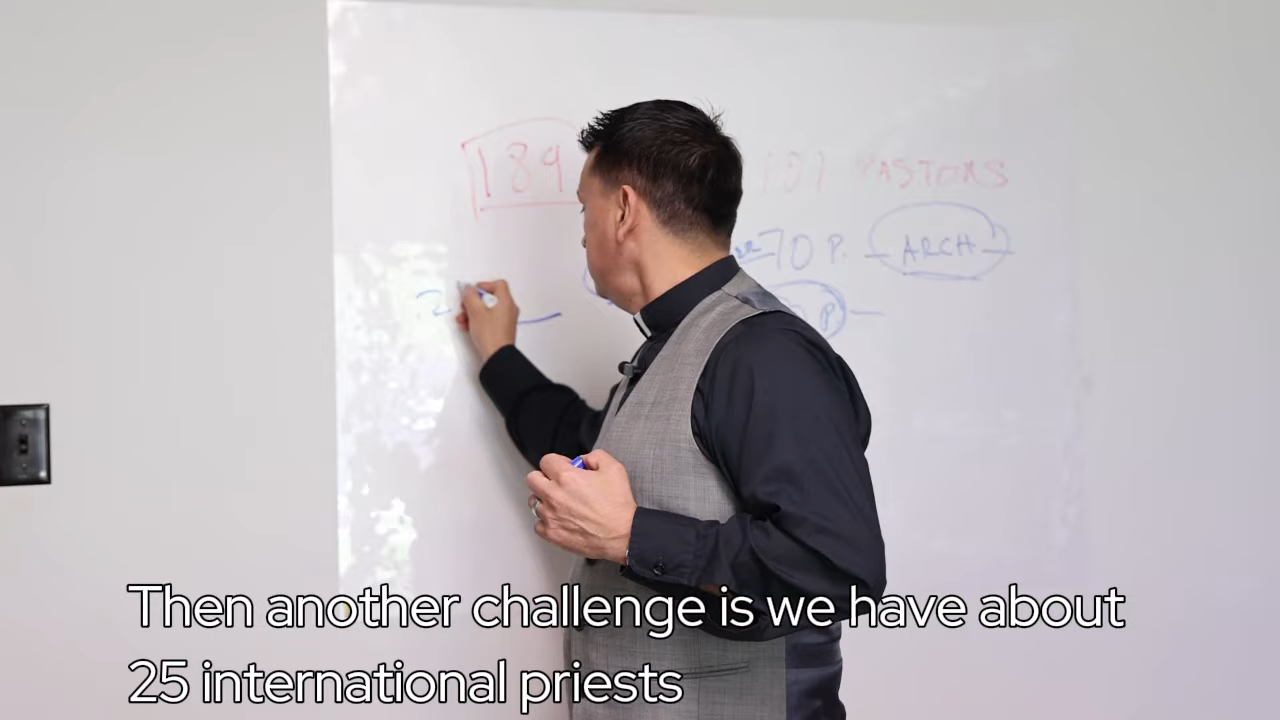 189
PASTORS
70 P. ARCH
P
Then another challenge is we have about
25 international priests